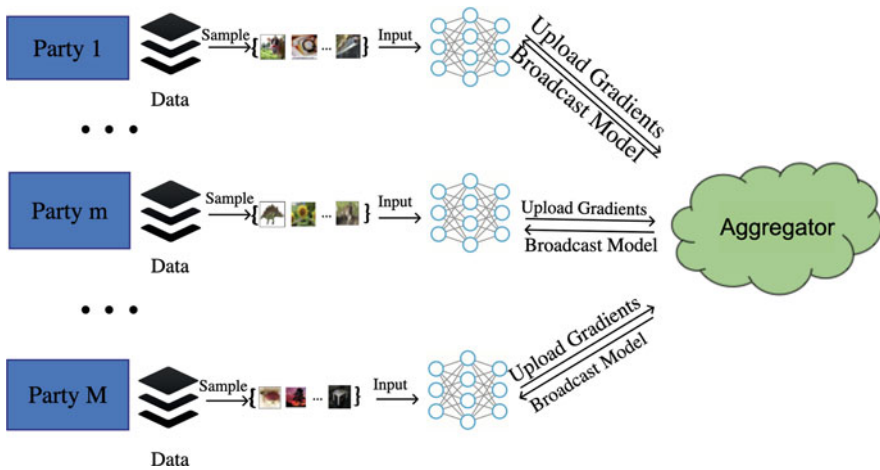 Party 1
Data
Sample
{ ... }
Input
Upload Gradients
Broadcast Model
• • •
Party m
Data
Sample
{ ... }
Input
Upload Gradients
Broadcast Model
Aggregator
• • •
Party M
Data
Sample
{ ... }
Input
Upload Gradients
Broadcast Model